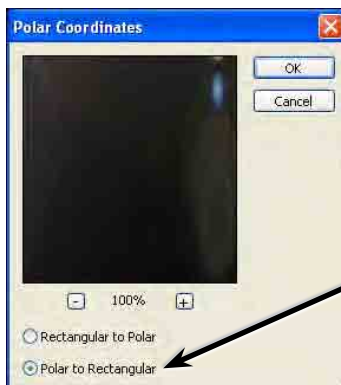 Polar Coordinates
OK
Cancel
- 100% +
Rectangular to Polar
Polar to Rectangular